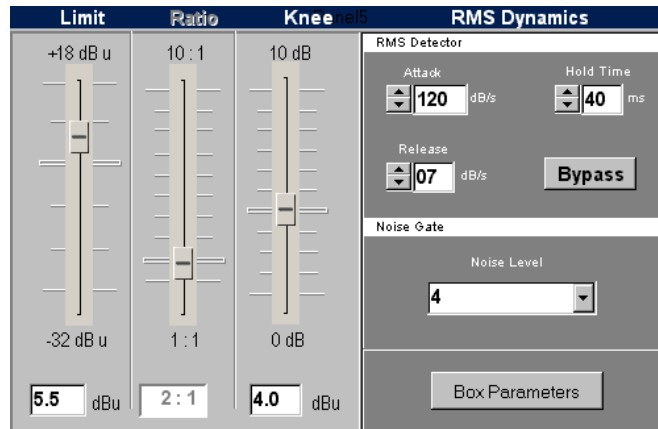 Limit Ratio Knee Panel5 RMS Dynamics
RMS Detector
+18 dB u 10 : 1 10 dB
Attack Hold Time
120 dB/s 40 ms
Release
07 dB/s Bypass
Noise Gate
Noise Level
4
-32 dB u 1 : 1 0 dB
5.5 dBu 2 : 1 4.0 dBu
Box Parameters